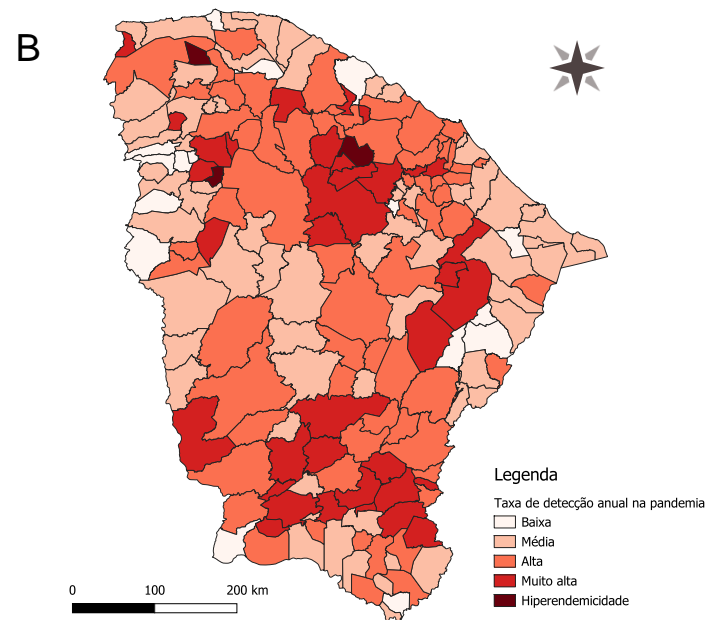 B
Legenda
Taxa de detecção anual na pandemia
Baixa
Média
Alta
Muito alta
Hiperendemicidade
0 100 200 km